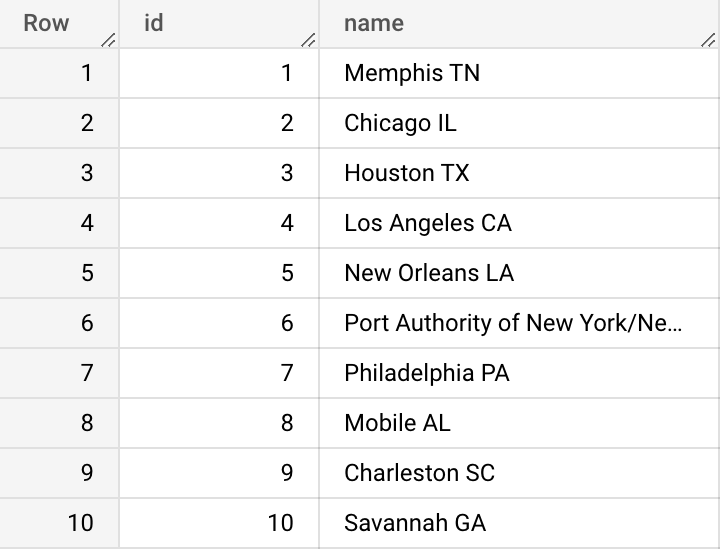 Row id name
1 1 Memphis TN
2 2 Chicago IL
3 3 Houston TX
4 4 Los Angeles CA
5 5 New Orleans LA
6 6 Port Authority of New York/Ne...
7 7 Philadelphia PA
8 8 Mobile AL
9 9 Charleston SC
10 10 Savannah GA